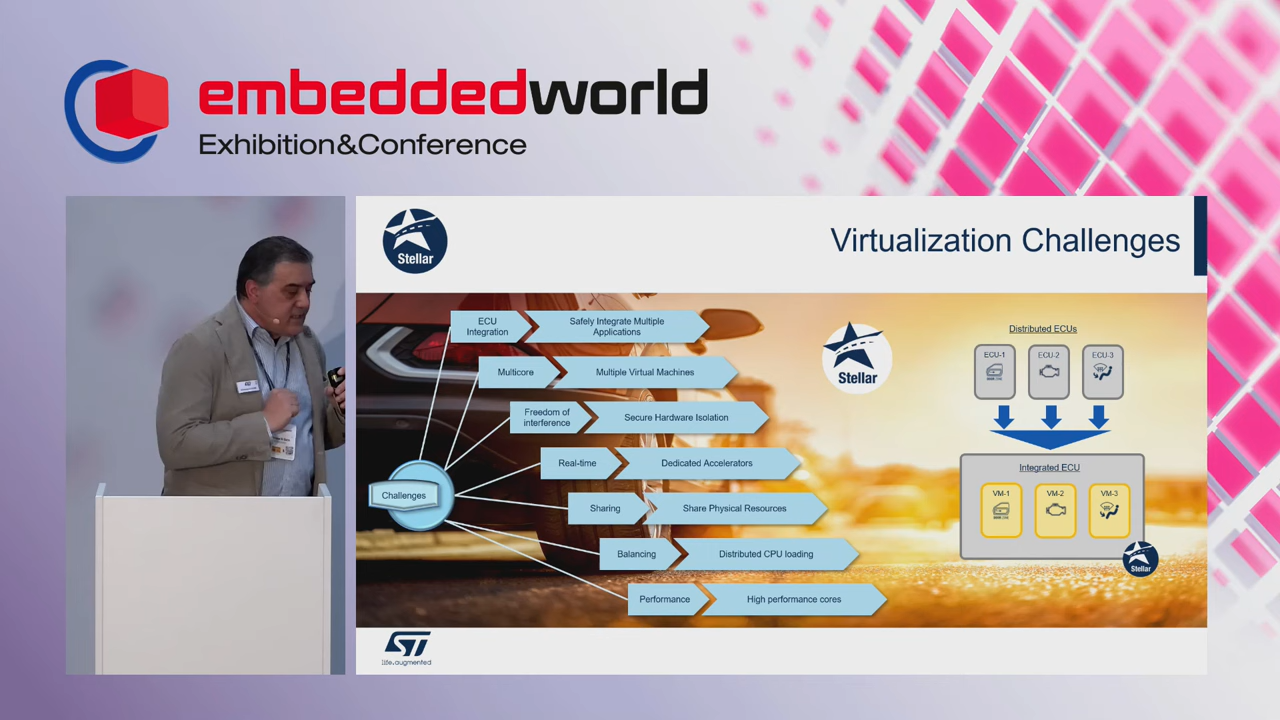 embeddedworld
Exhibition&Conference
Stellar
Virtualization Challenges
ECU
Integration
Safely Integrate Multiple
Applications
Multicore
Multiple Virtual Machines
Freedom of
interference
Secure Hardware Isolation
Real-time
Dedicated Accelerators
Challenges
Sharing
Share Physical Resources
Balancing
Distributed CPU loading
Performance
High performance cores
Stellar
Distributed ECUs
ECU-1
ECU-2
ECU-3
Integrated ECU
VM-1
VM-2
VM-3
Stellar
ST
life.augmented